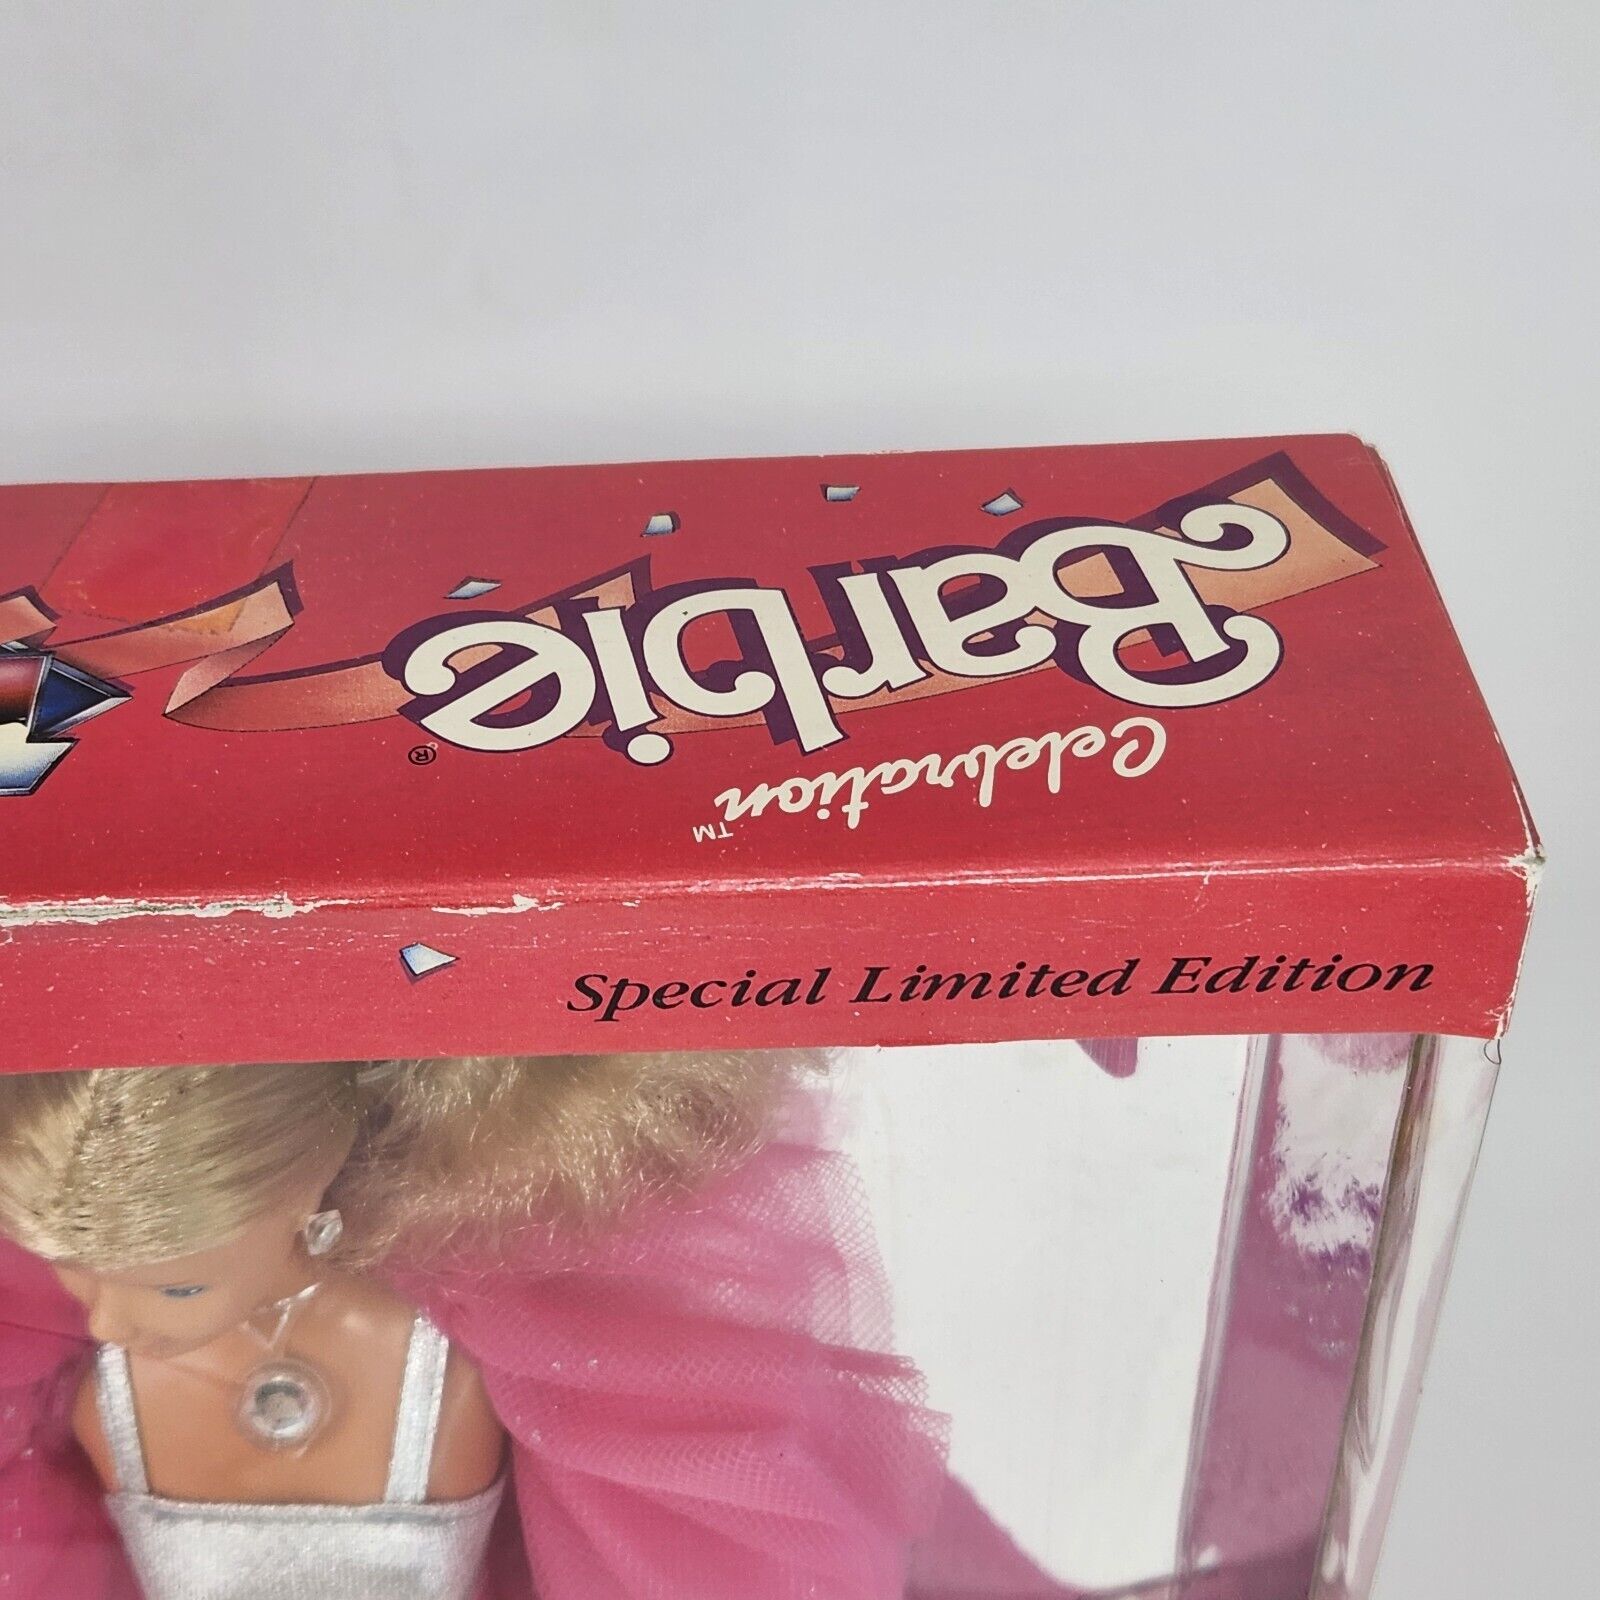 Celebration™
Barbie®
Special Limited Edition